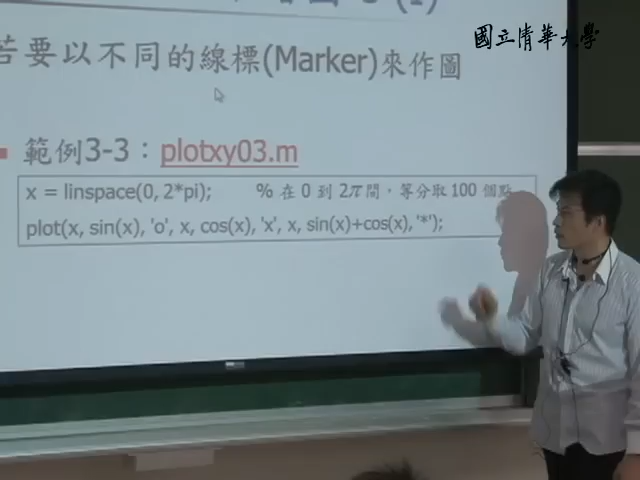 國立清華大學
若要以不同的線標(Marker)來作圖
範例3-3：plotxy03.m
x = linspace(0, 2*pi); % 在 0 到 2π 間，等分取 100 個點
plot(x, sin(x), 'o', x, cos(x), 'x', x, sin(x)+cos(x), '*');